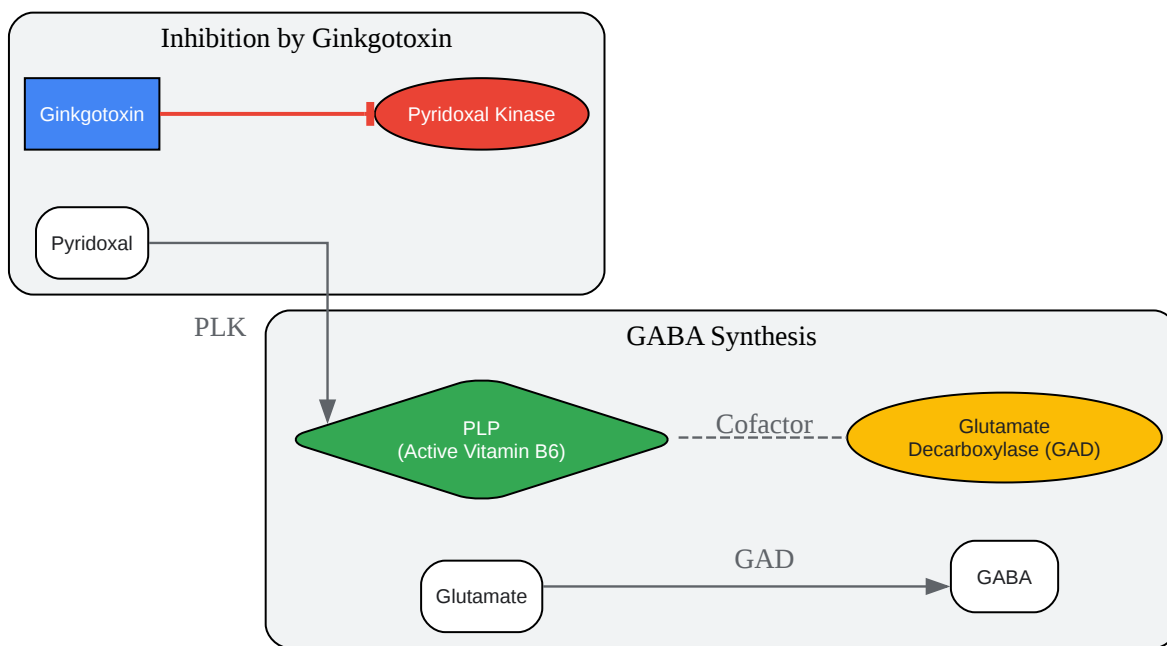 Inhibition by Ginkgotoxin
Ginkgotoxin
Pyridoxal Kinase
Pyridoxal
PLK
GABA Synthesis
PLP
(Active Vitamin B6)
Cofactor
Glutamate
Decarboxylase (GAD)
GAD
Glutamate
GABA